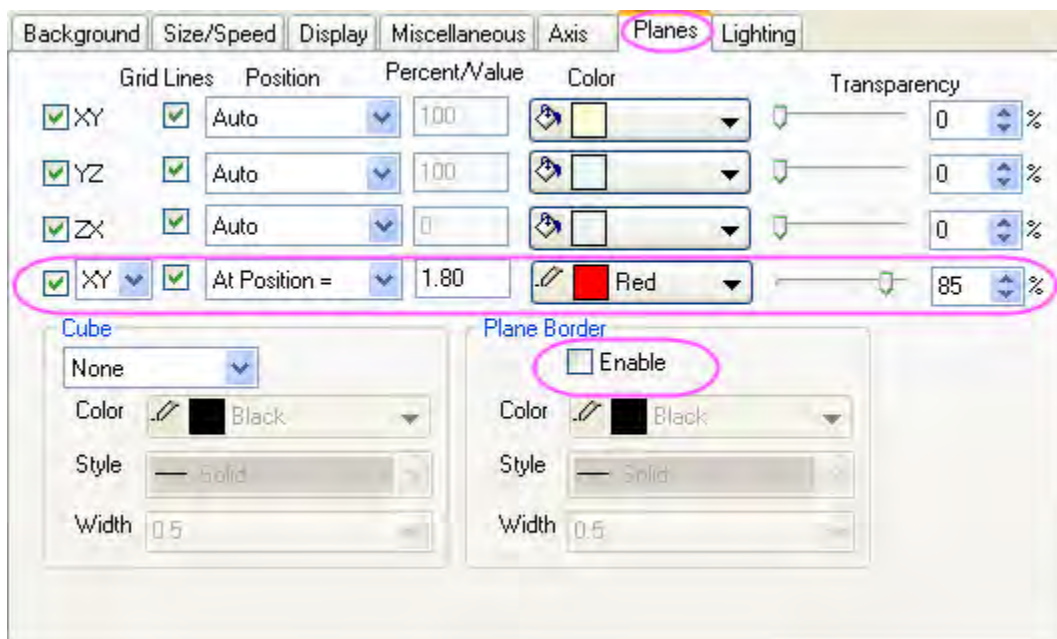 Background Size/Speed Display Miscellaneous Axis Planes Lighting
Grid Lines Position Percent/Value Color Transparency
XY Auto 100 0 %
YZ Auto 100 0 %
ZX Auto 0 0 %
XY At Position = 1.80 Red 85 %
Cube Plane Border
None Enable
Color Black Color Black
Style Solid Style Solid
Width 0.5 Width 0.5